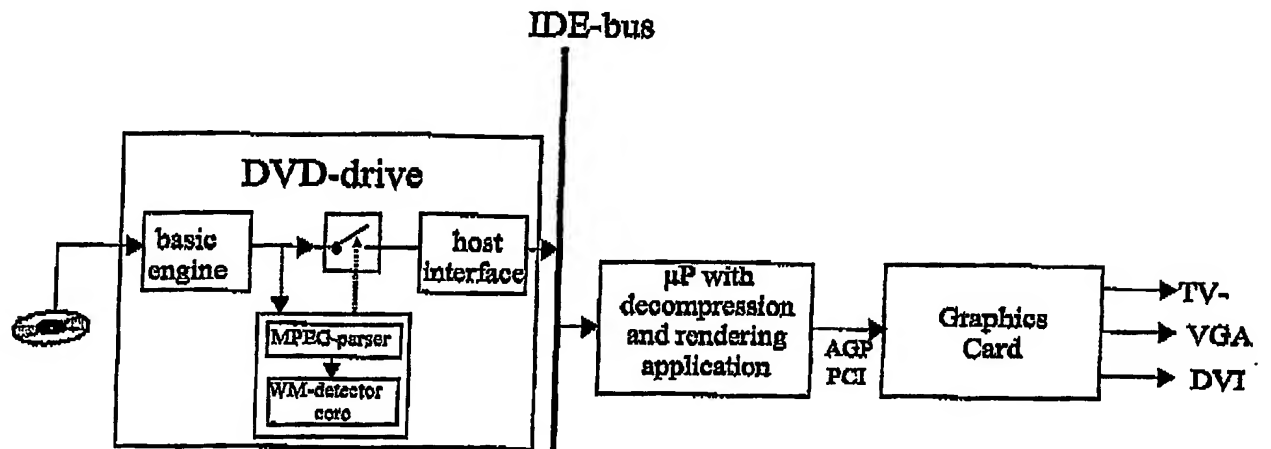 IDE-bus
DVD-drive
basic
engine
host
interface
MPEG-parser
WM-detector
core
µP with
decompression
and rendering
application
AGP
PCI
Graphics
Card
TV-
VGA
DVI